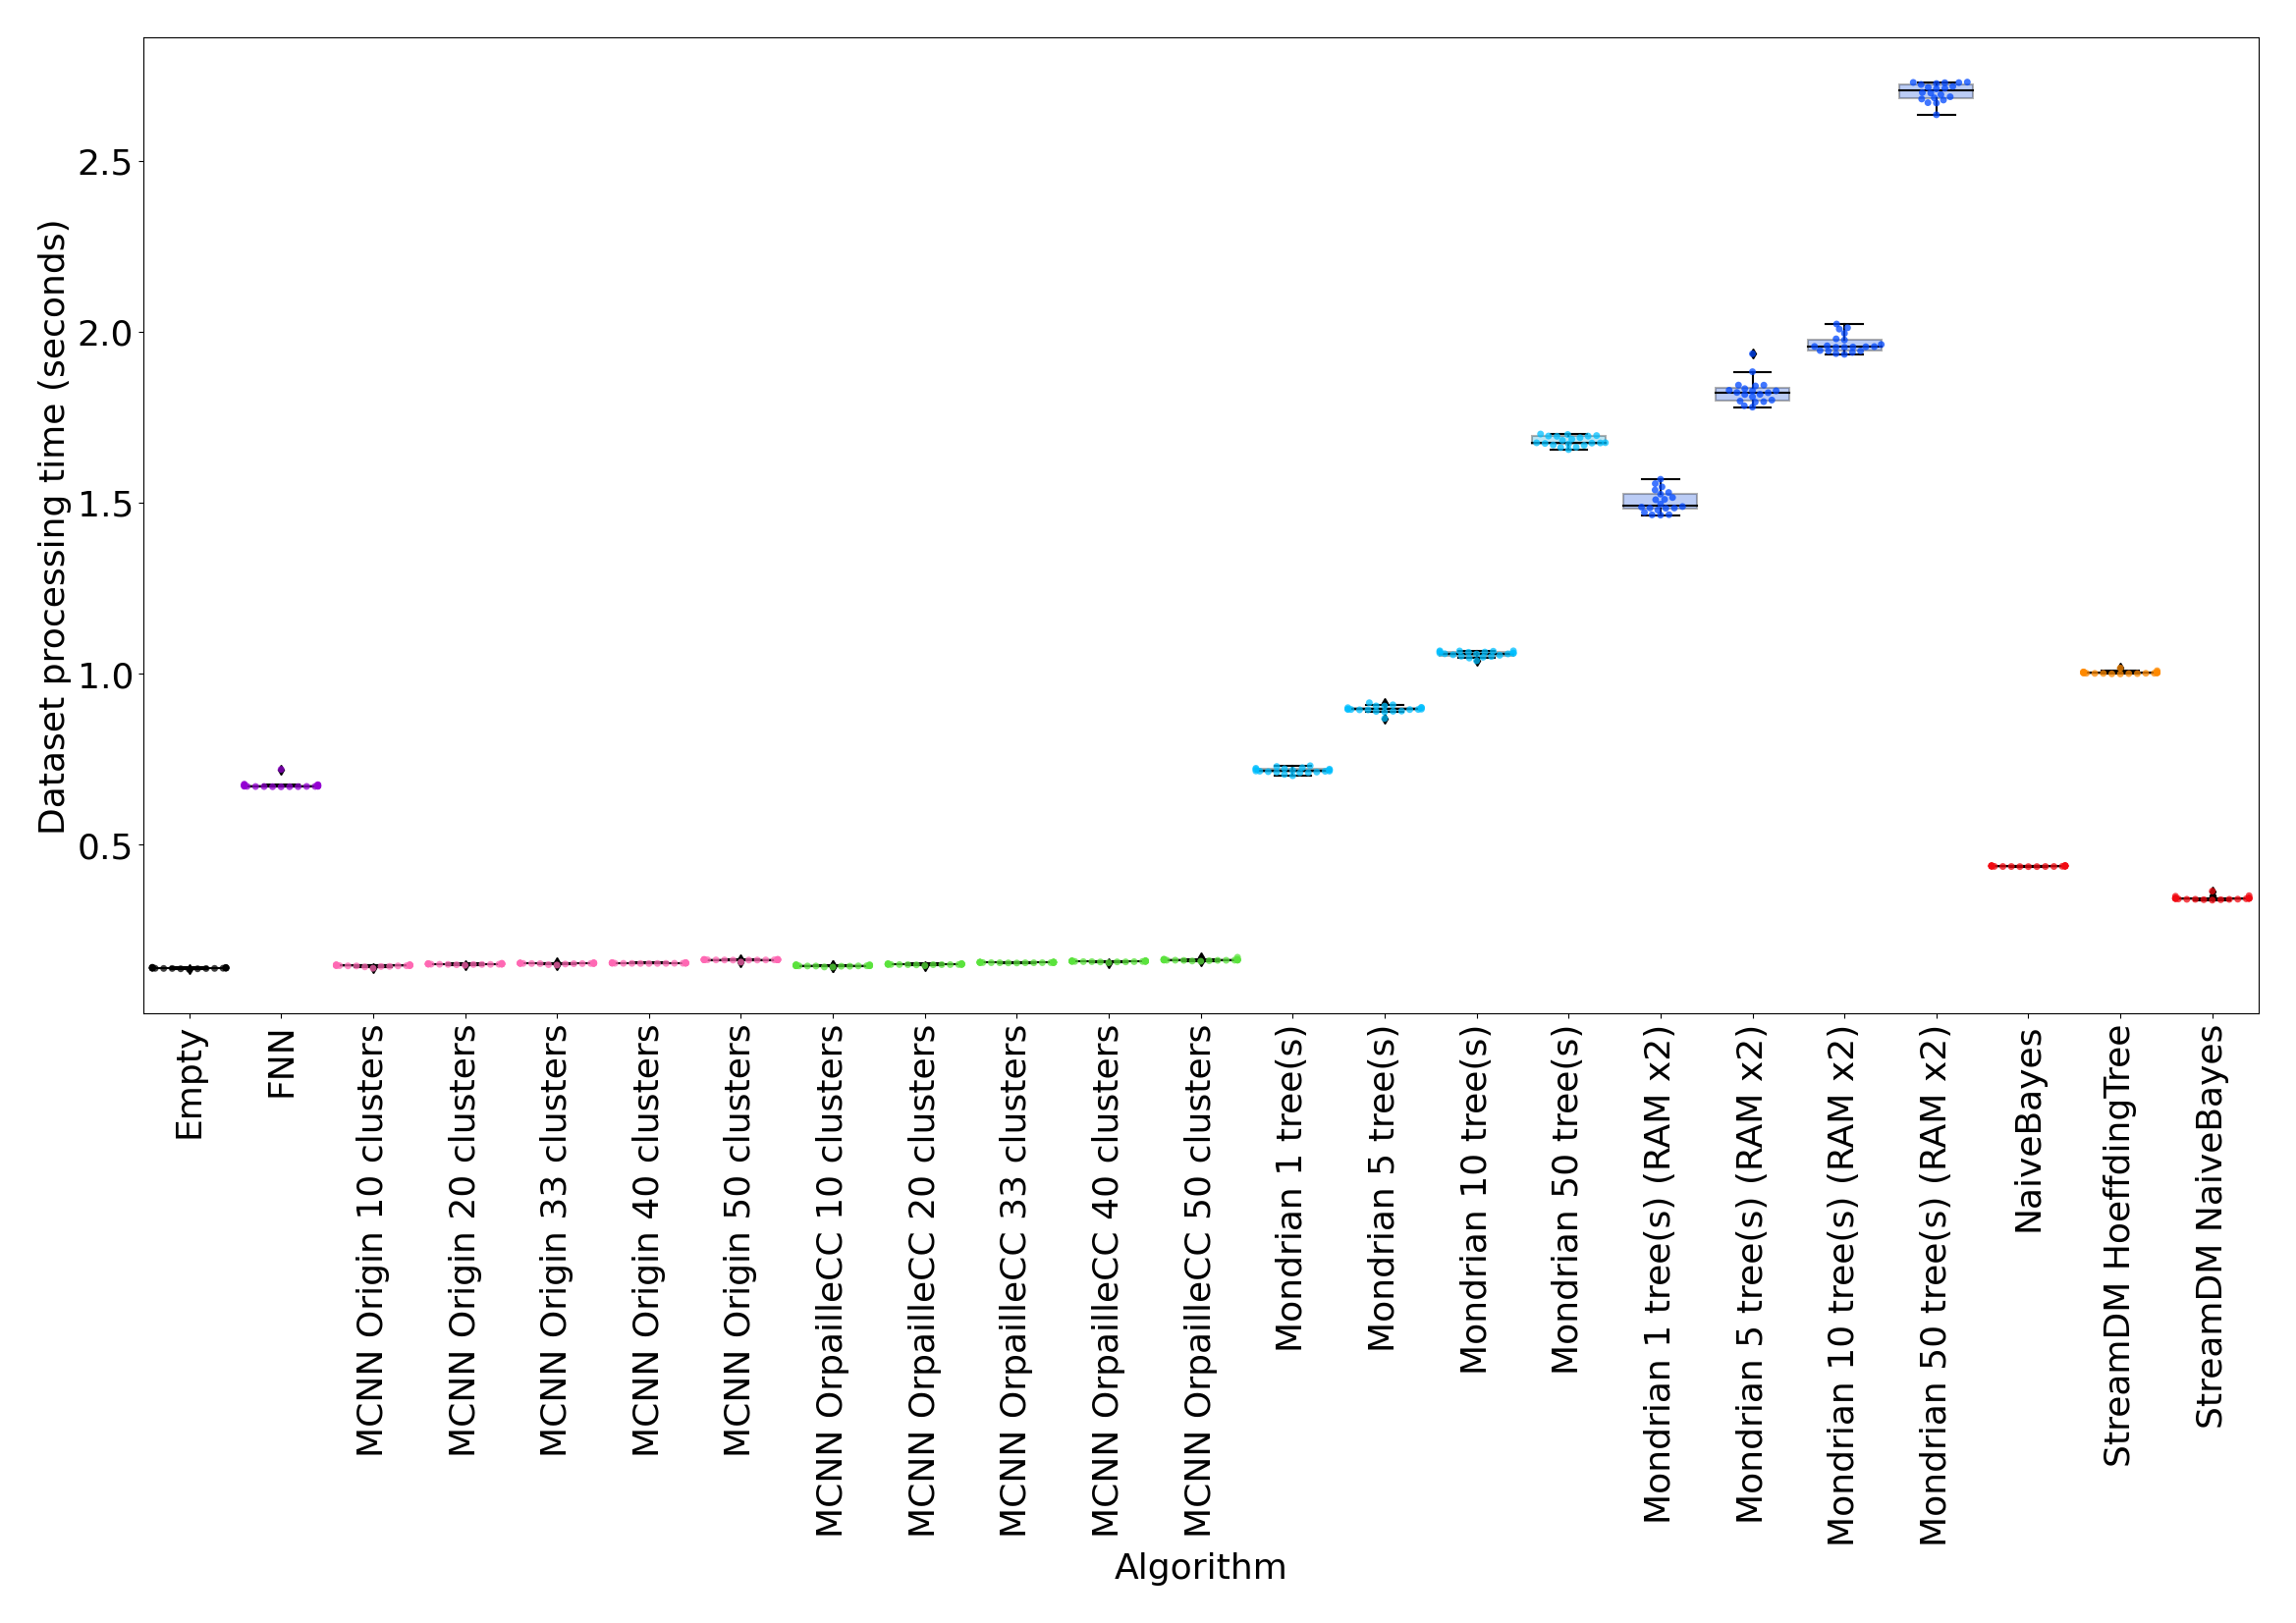 Dataset processing time (seconds)
2.5
2.0
1.5
1.0
0.5
Empty
FNN
MCNN Origin 10 clusters
MCNN Origin 20 clusters
MCNN Origin 33 clusters
MCNN Origin 40 clusters
MCNN Origin 50 clusters
MCNN OrpailleCC 10 clusters
MCNN OrpailleCC 20 clusters
MCNN OrpailleCC 33 clusters
MCNN OrpailleCC 40 clusters
MCNN OrpailleCC 50 clusters
Mondrian 1 tree(s)
Mondrian 5 tree(s)
Mondrian 10 tree(s)
Mondrian 50 tree(s)
Mondrian 1 tree(s) (RAM x2)
Mondrian 5 tree(s) (RAM x2)
Mondrian 10 tree(s) (RAM x2)
Mondrian 50 tree(s) (RAM x2)
NaiveBayes
StreamDM HoeffdingTree
StreamDM NaiveBayes
Algorithm